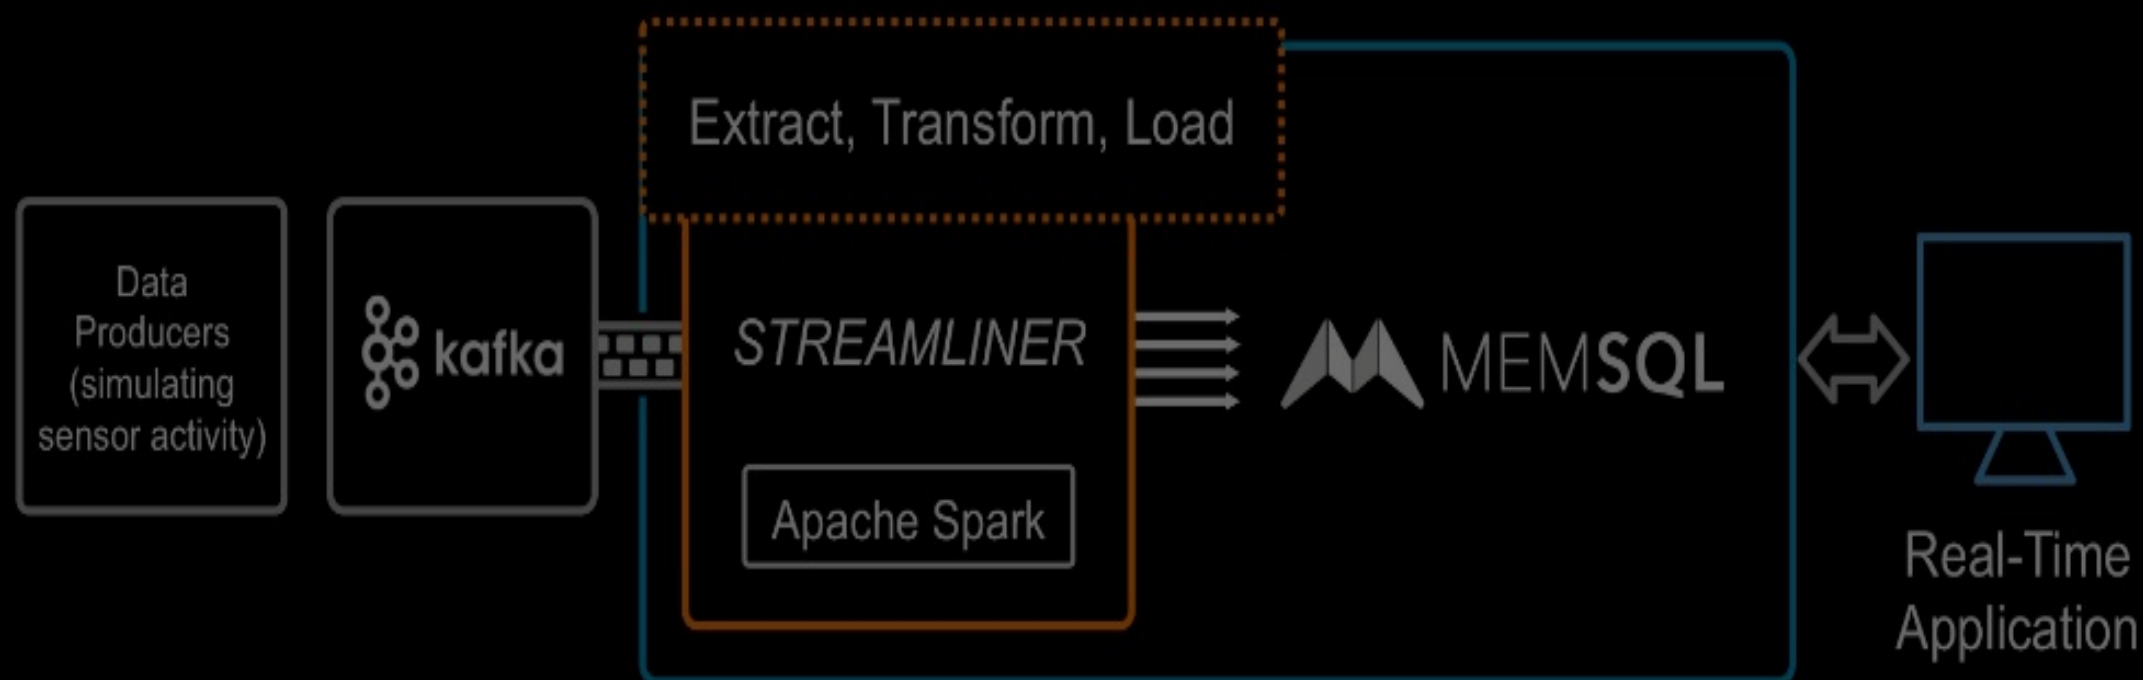 Extract, Transform, Load
Data
Producers
(simulating
sensor activity)
kafka
STREAMLINER
Apache Spark
MEMSQL
Real-Time
Application